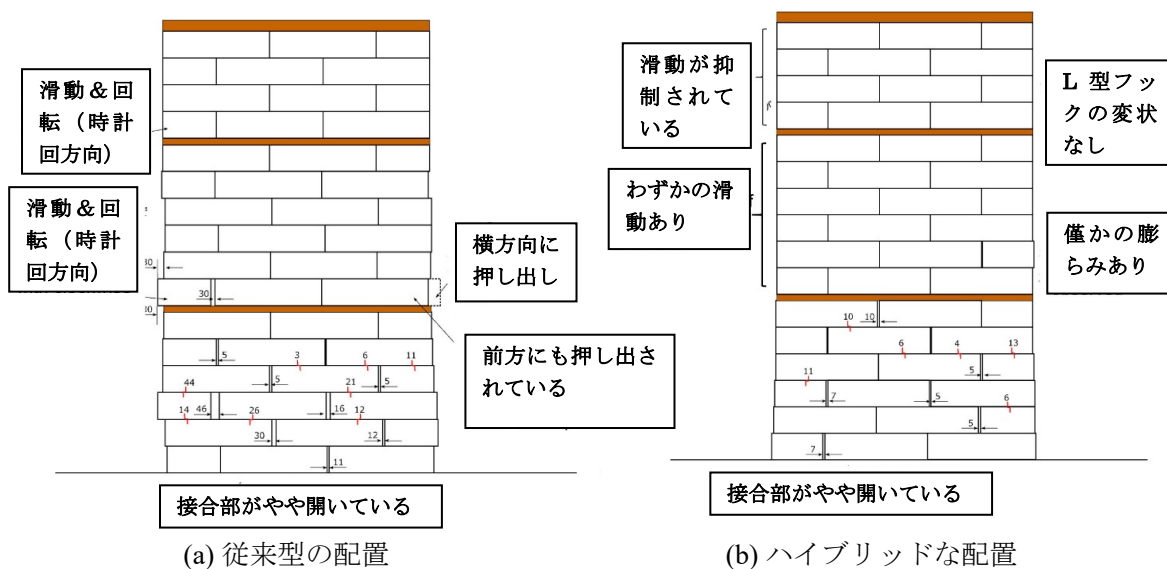 滑動＆回
転（時計
回方向）
滑動＆回
転（時計
回方向）
30
30
横方向に
押し出し
前方にも押し出さ
れている
5
3
6
11
44
5
21
5
14
46
26
16
12
30
12
11
接合部がやや開いている
(a) 従来型の配置
滑動が抑
制されて
いる
わずかの滑
動あり
L 型フッ
クの変状
なし
僅かの膨
らみあり
10
10
6
4
13
11
5
7
5
6
5
7
接合部がやや開いている
(b) ハイブリッドな配置